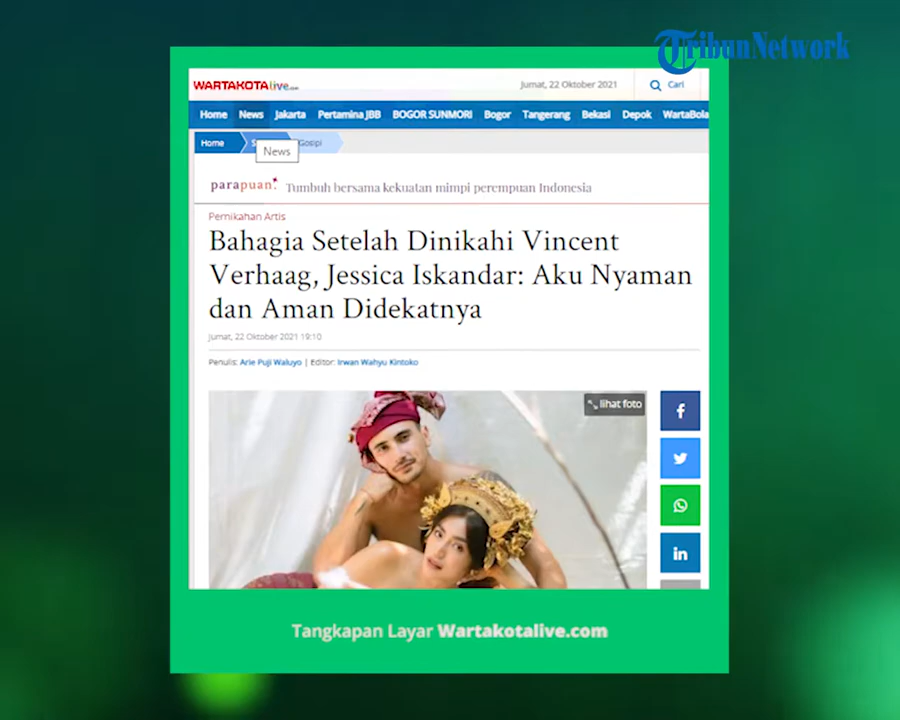 TribunNetwork
WARTAKOTAlive.com
Jumat, 22 Oktober 2021
Cari
Home News Jakarta Pertamina JBB BOGOR SUNMORI Bogor Tangerang Bekasi Depok WartaBola
Home
News
parapuan. Tumbuh bersama kekuatan mimpi perempuan Indonesia
Pernikahan Artis
Bahagia Setelah Dinikahi Vincent
Verhaag, Jessica Iskandar: Aku Nyaman
dan Aman Didekatnya
Jumat, 22 Oktober 2021 19:10
Penulis: Arie Puji Waluyo | Editor: Irwan Wahyu Kintoko
lihat foto
Tangkapan Layar Wartakotalive.com